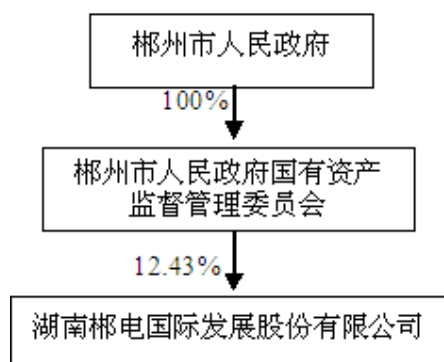 郴州市人民政府
100%
郴州市人民政府国有资产
监督管理委员会
12.43%
湖南郴电国际发展股份有限公司